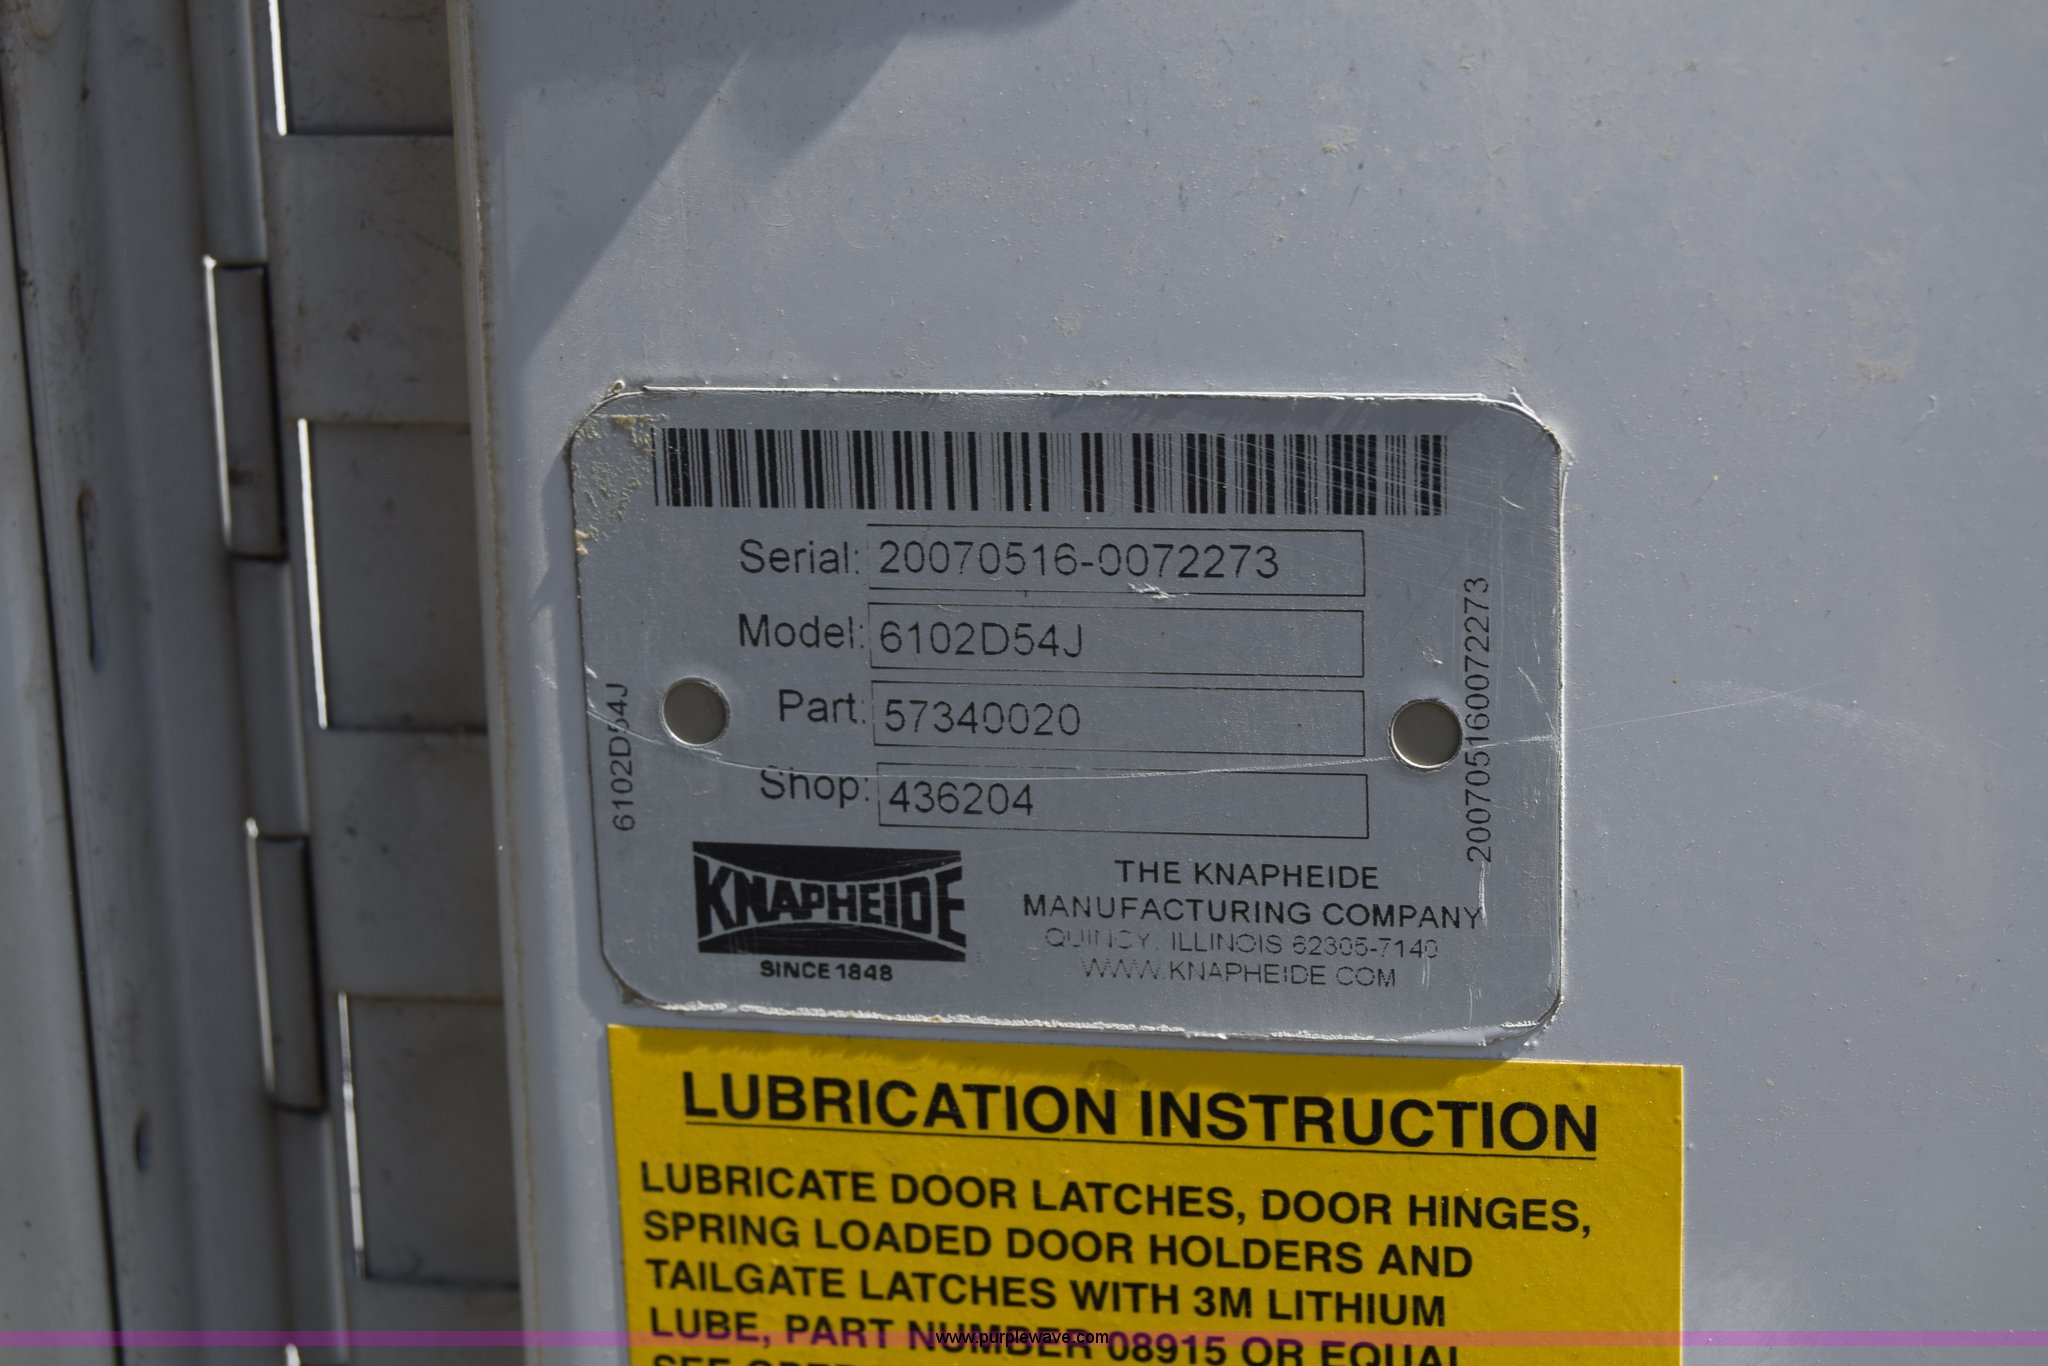 Serial: 20070516-0072273
Model: 6102D54J
Part: 57340020
Shop: 436204
6102D54J
200705160072273
KNAPHEIDE
SINCE 1848
THE KNAPHEIDE
MANUFACTURING COMPANY
QUINCY, ILLINOIS 62305-7140
WWW.KNAPHEIDE.COM
LUBRICATION INSTRUCTION
LUBRICATE DOOR LATCHES, DOOR HINGES,
SPRING LOADED DOOR HOLDERS AND
TAILGATE LATCHES WITH 3M LITHIUM
LUBE, PART NUMBER 08915 OR EQUAL
SEE
www.purplewave.com